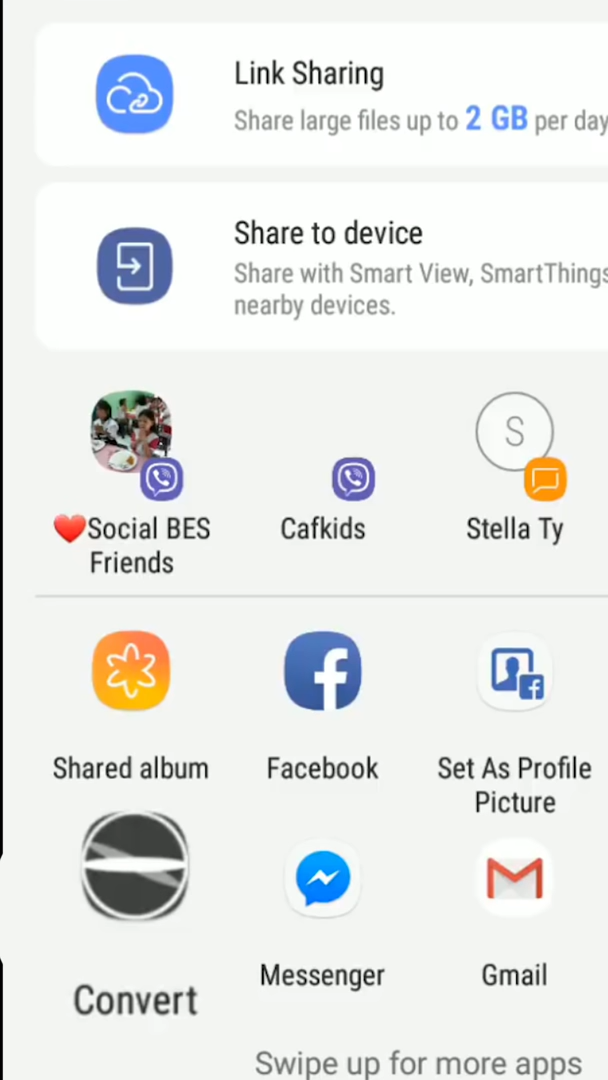 Link Sharing
Share large files up to 2 GB per day
Share to device
Share with Smart View, SmartThings
nearby devices.
S
❤️Social BES
Friends
Cafkids
Stella Ty
Shared album
Facebook
Set As Profile
Picture
Convert
Messenger
Gmail
Swipe up for more apps